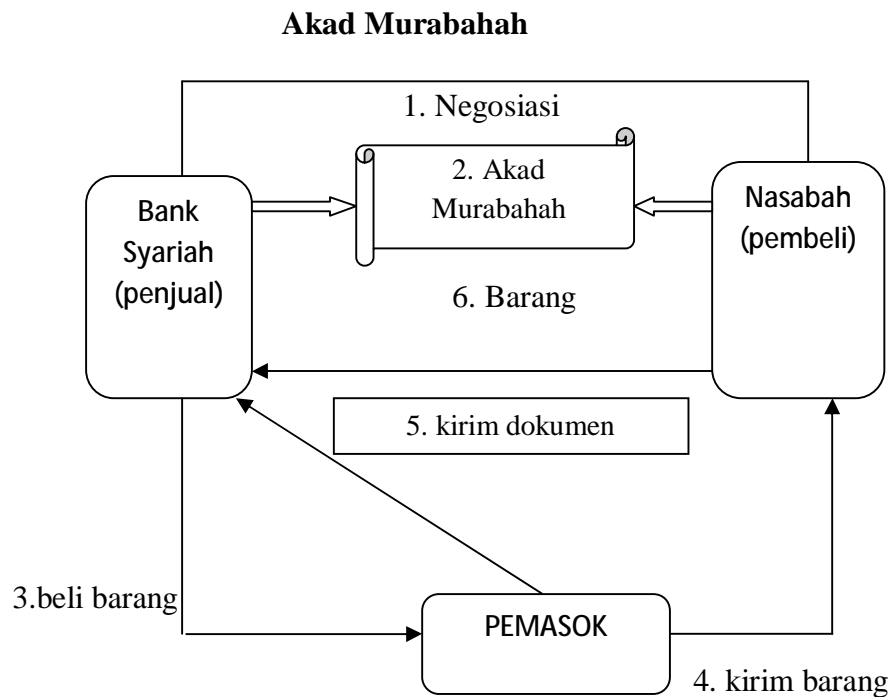 Akad Murabahah
1. Negosiasi
2. Akad
Murabahah
Bank
Syariah
(penjual)
Nasabah
(pembeli)
6. Barang
5. kirim dokumen
3.beli barang
PEMASOK
4. kirim barang